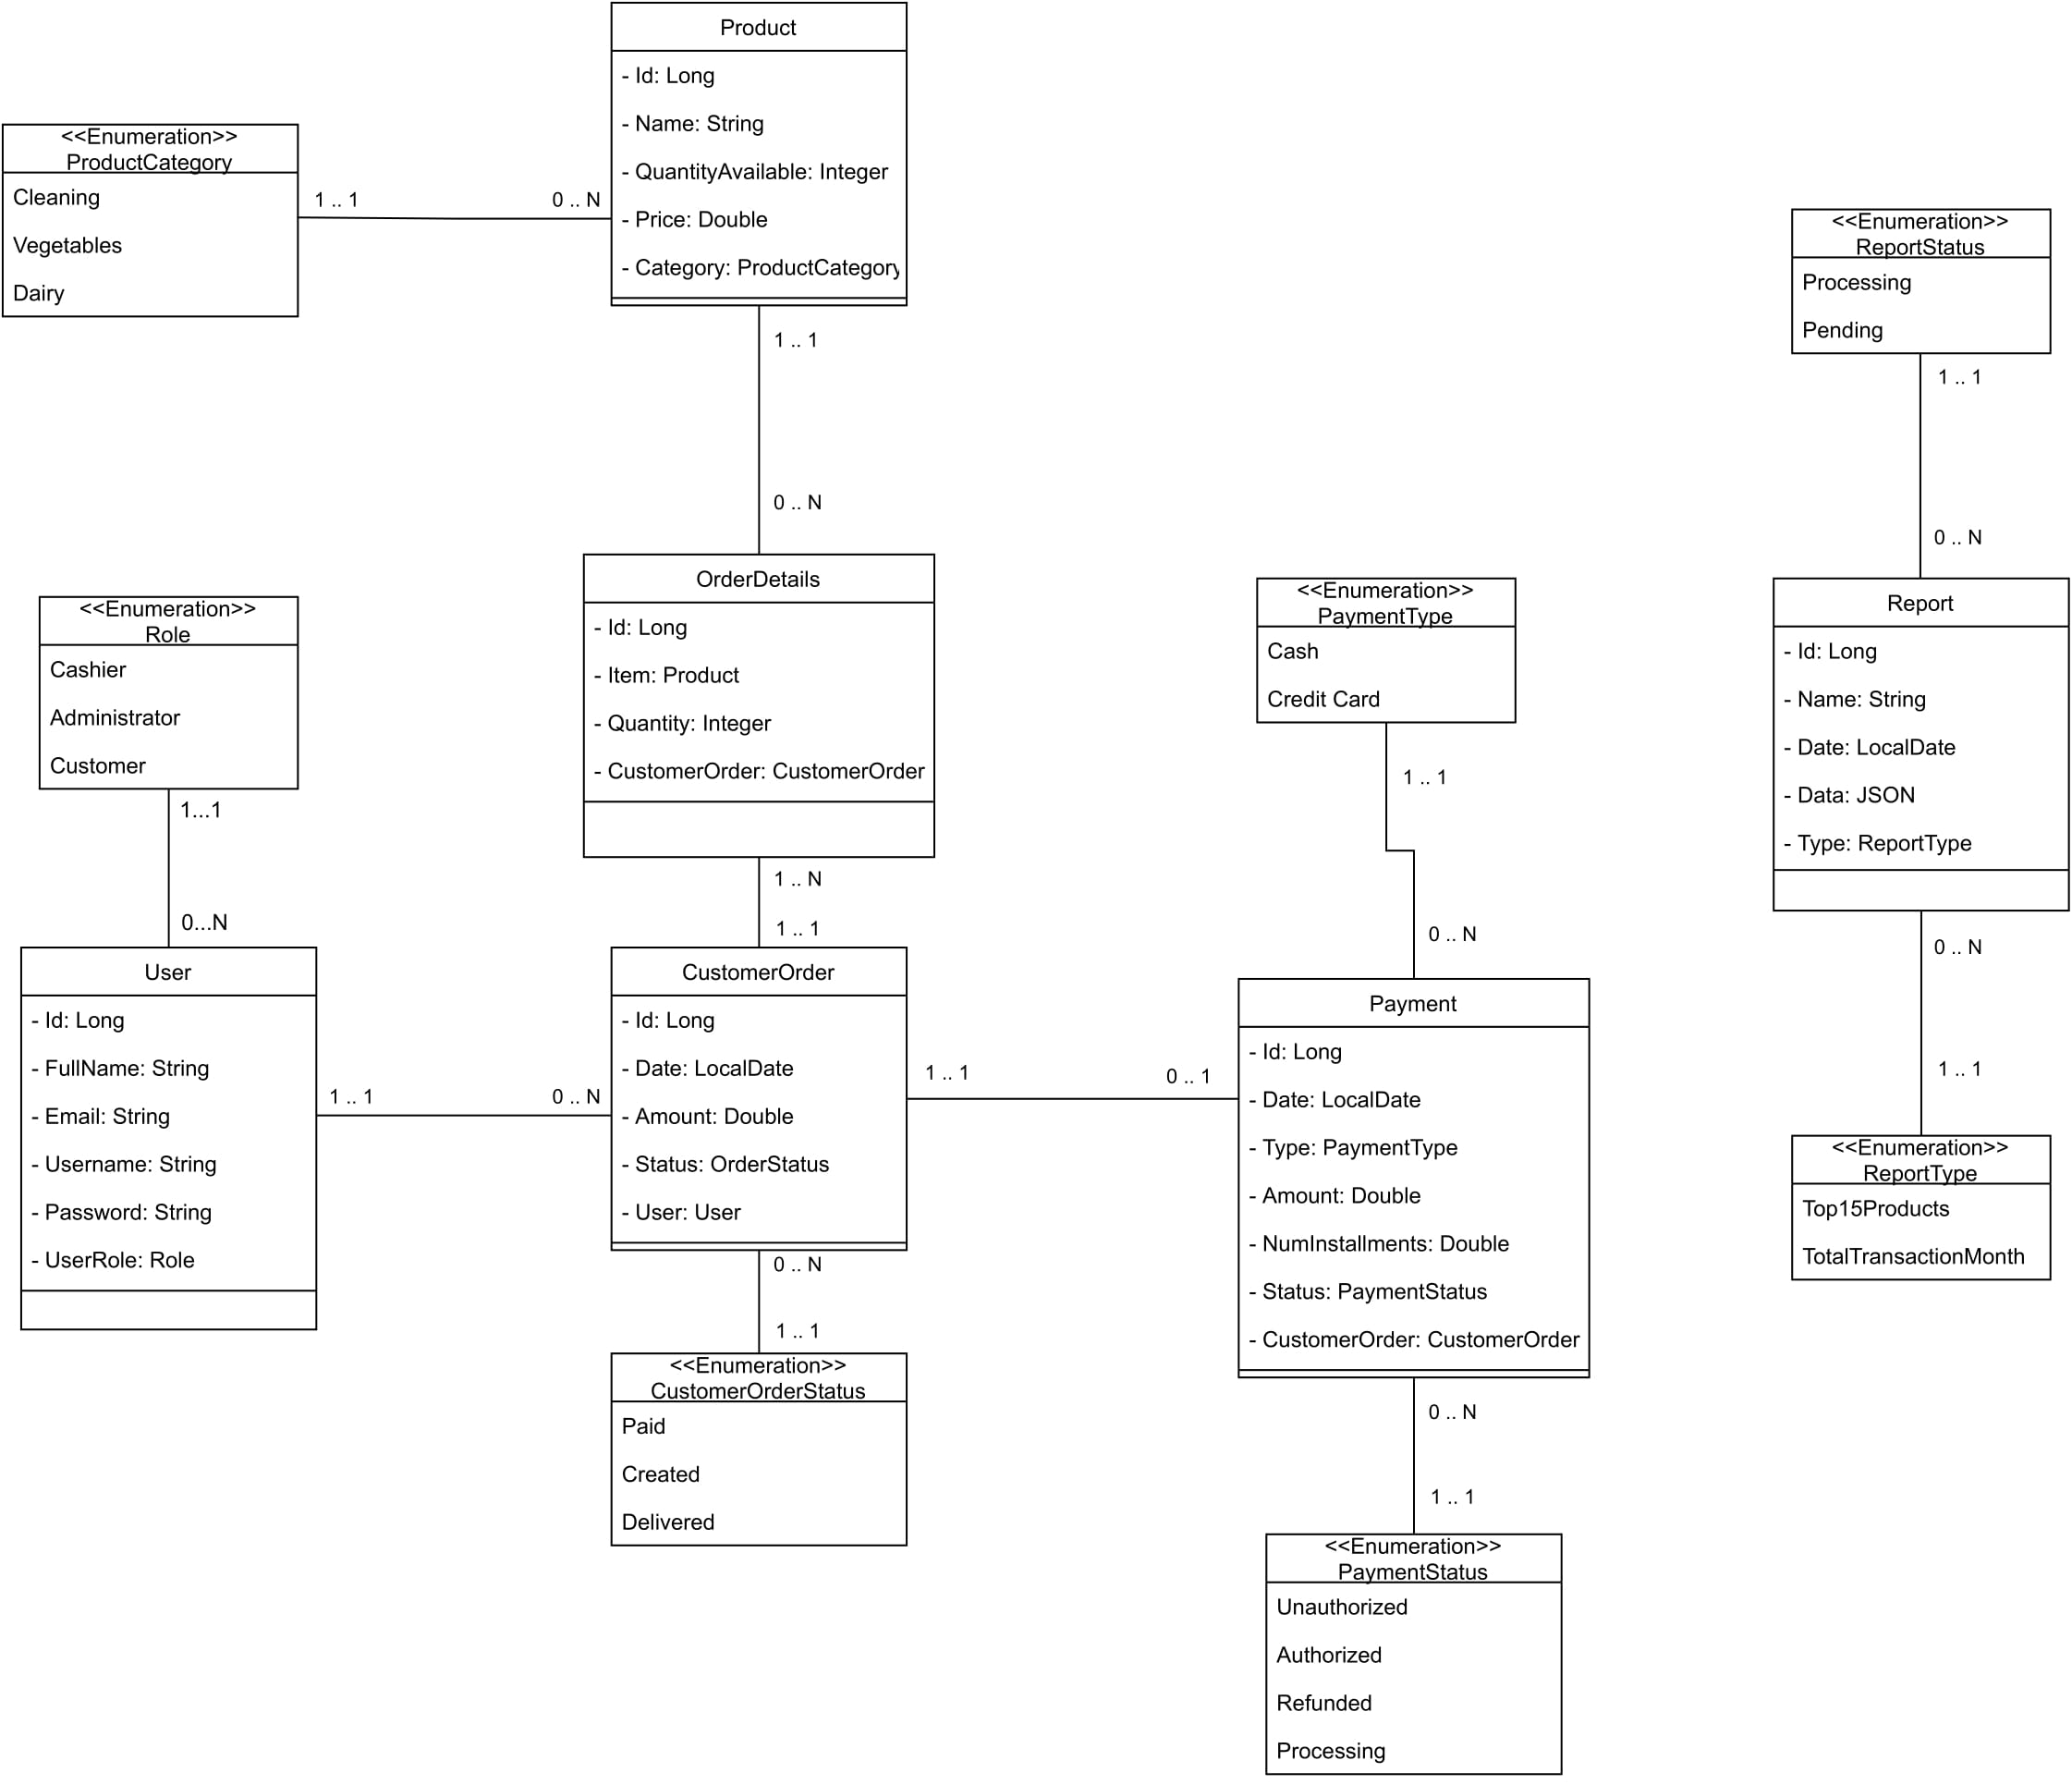 Product
- Id: Long
- Name: String
- QuantityAvailable: Integer
- Price: Double
- Category: ProductCategory
<<Enumeration>>
ProductCategory
Cleaning
Vegetables
Dairy
1 .. 1
0 .. N
1 .. 1
0 .. N
<<Enumeration>>
ReportStatus
Processing
Pending
1 .. 1
0 .. N
<<Enumeration>>
Role
Cashier
Administrator
Customer
1...1
0...N
OrderDetails
- Id: Long
- Item: Product
- Quantity: Integer
- CustomerOrder: CustomerOrder
1 .. N
1 .. 1
<<Enumeration>>
PaymentType
Cash
Credit Card
1 .. 1
0 .. N
Report
- Id: Long
- Name: String
- Date: LocalDate
- Data: JSON
- Type: ReportType
0 .. N
1 .. 1
User
- Id: Long
- FullName: String
- Email: String
- Username: String
- Password: String
- UserRole: Role
1 .. 1
0 .. N
CustomerOrder
- Id: Long
- Date: LocalDate
- Amount: Double
- Status: OrderStatus
- User: User
1 .. 1
0 .. 1
Payment
- Id: Long
- Date: LocalDate
- Type: PaymentType
- Amount: Double
- NumInstallments: Double
- Status: PaymentStatus
- CustomerOrder: CustomerOrder
<<Enumeration>>
ReportType
Top15Products
TotalTransactionMonth
0 .. N
1 .. 1
<<Enumeration>>
CustomerOrderStatus
Paid
Created
Delivered
0 .. N
1 .. 1
<<Enumeration>>
PaymentStatus
Unauthorized
Authorized
Refunded
Processing